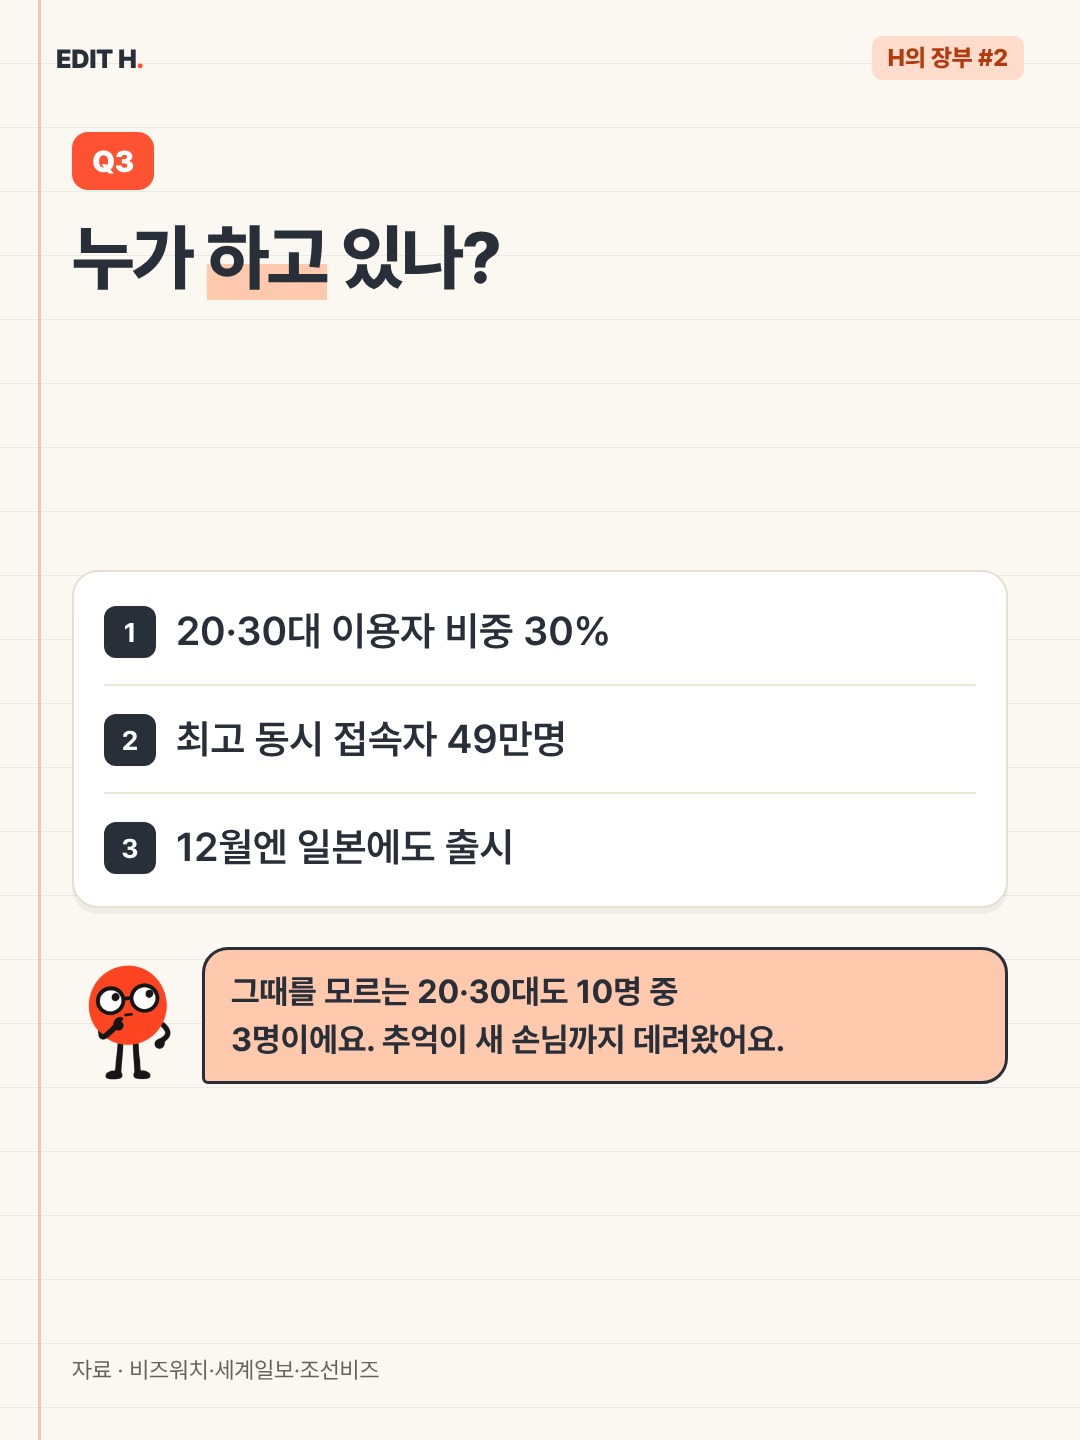 EDIT H.
H의 장부 #2
Q3
누가 하고 있나?
1 20·30대 이용자 비중 30%
2 최고 동시 접속자 49만명
3 12월엔 일본에도 출시
그때를 모르는 20·30대도 10명 중
3명이에요. 추억이 새 손님까지 데려왔어요.
자료 · 비즈워치·세계일보·조선비즈